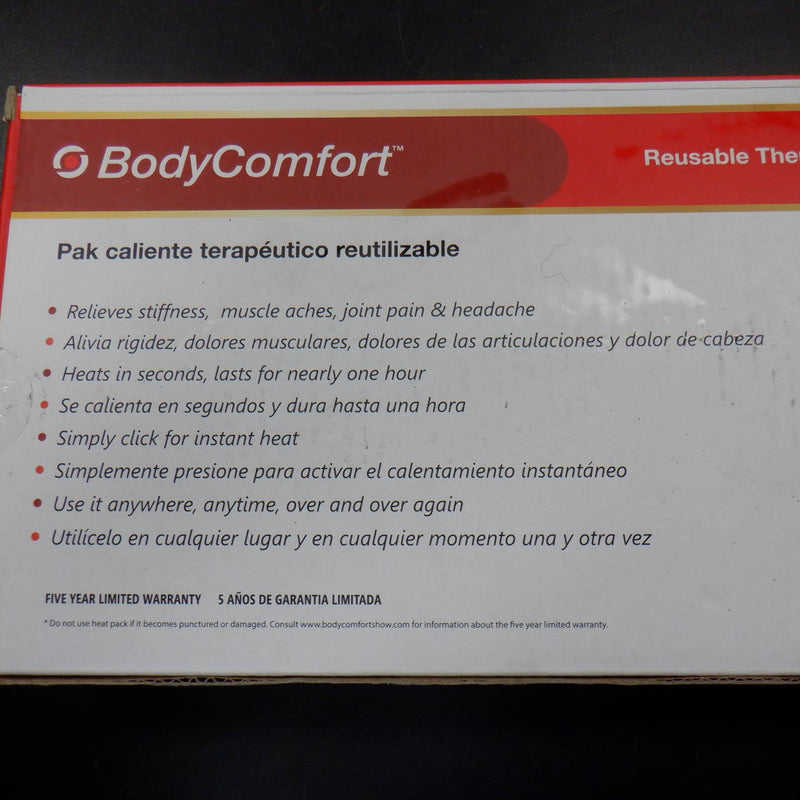 BodyComfort™
Reusable
Pak caliente terapéutico reutilizable
• Relieves stiffness, muscle aches, joint pain & headache
• Alivia rigidez, dolores musculares, dolores de las articulaciones y dolor de cabeza
• Heats in seconds, lasts for nearly one hour
• Se calienta en segundos y dura hasta una hora
• Simply click for instant heat
• Simplemente presione para activar el calentamiento instantáneo
• Use it anywhere, anytime, over and over again
• Utilícelo en cualquier lugar y en cualquier momento una y otra vez
FIVE YEAR LIMITED WARRANTY 5 AÑOS DE GARANTIA LIMITADA
* Do not use heat pack if it becomes punctured or damaged. Consult www.bodycomfortshow.com for information about the five year limited warranty.